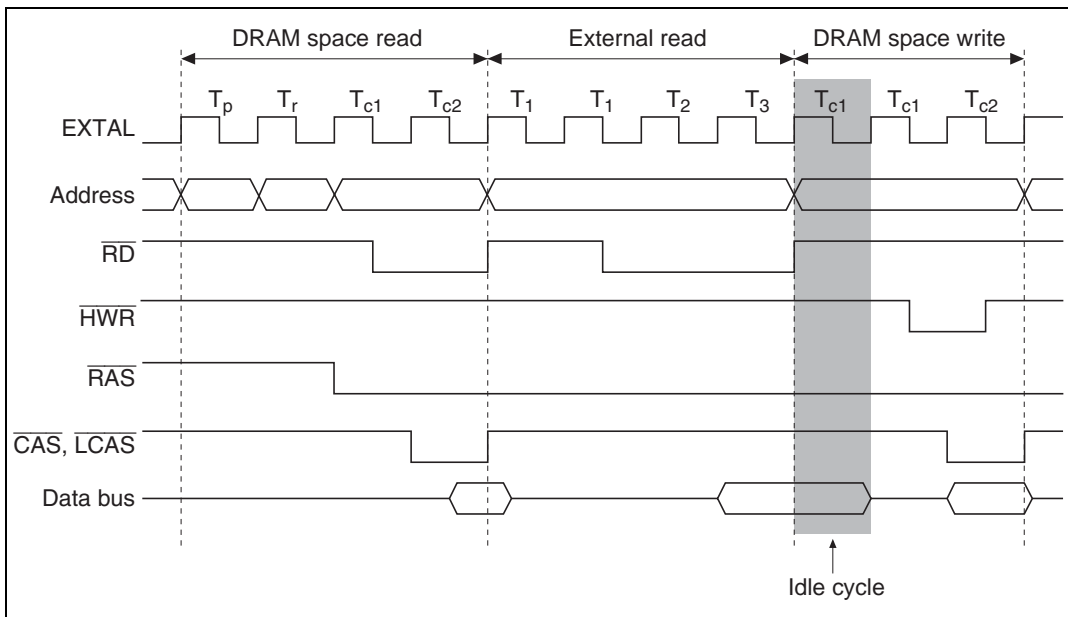 DRAM space read External read DRAM space write
Tp Tr Tc1 Tc2 T1 T1 T2 T3 Tc1 Tc1 Tc2
EXTAL
Address
RD
HWR
RAS
CAS, LCAS
Data bus
Idle cycle